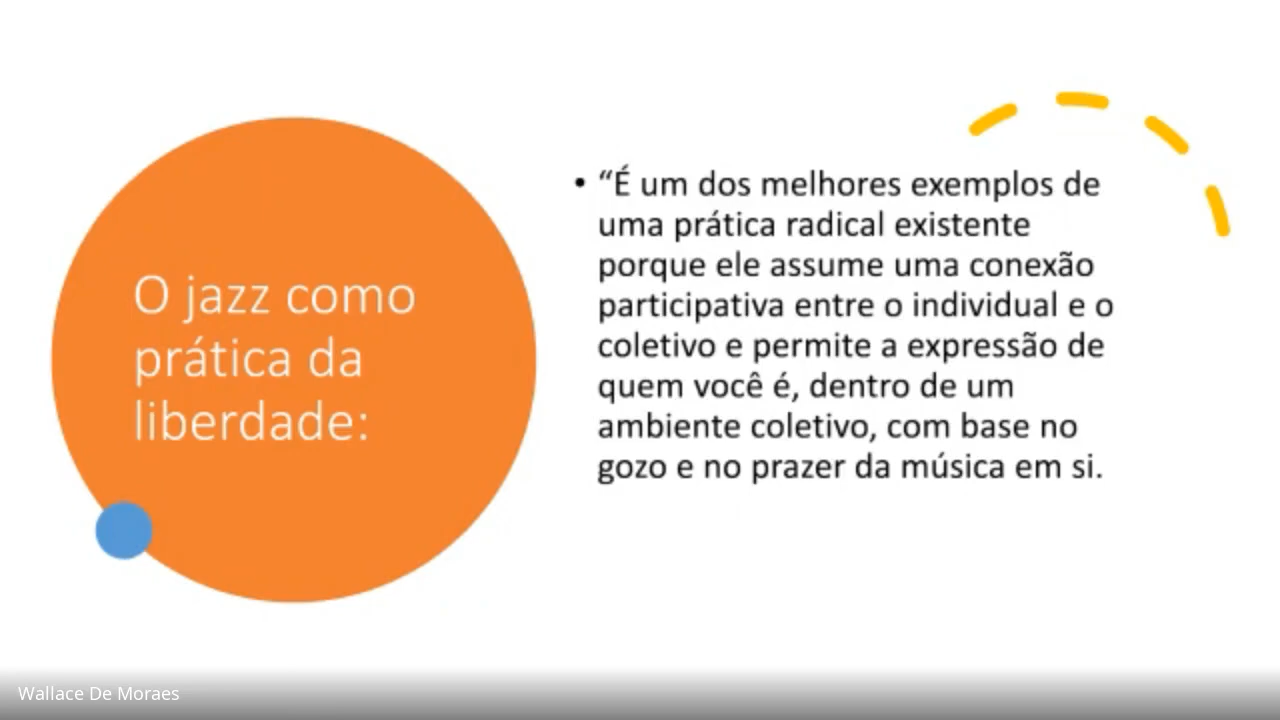 O jazz como
prática da
liberdade:
• “É um dos melhores exemplos de
uma prática radical existente
porque ele assume uma conexão
participativa entre o individual e o
coletivo e permite a expressão de
quem você é, dentro de um
ambiente coletivo, com base no
gozo e no prazer da música em si.
Wallace De Moraes